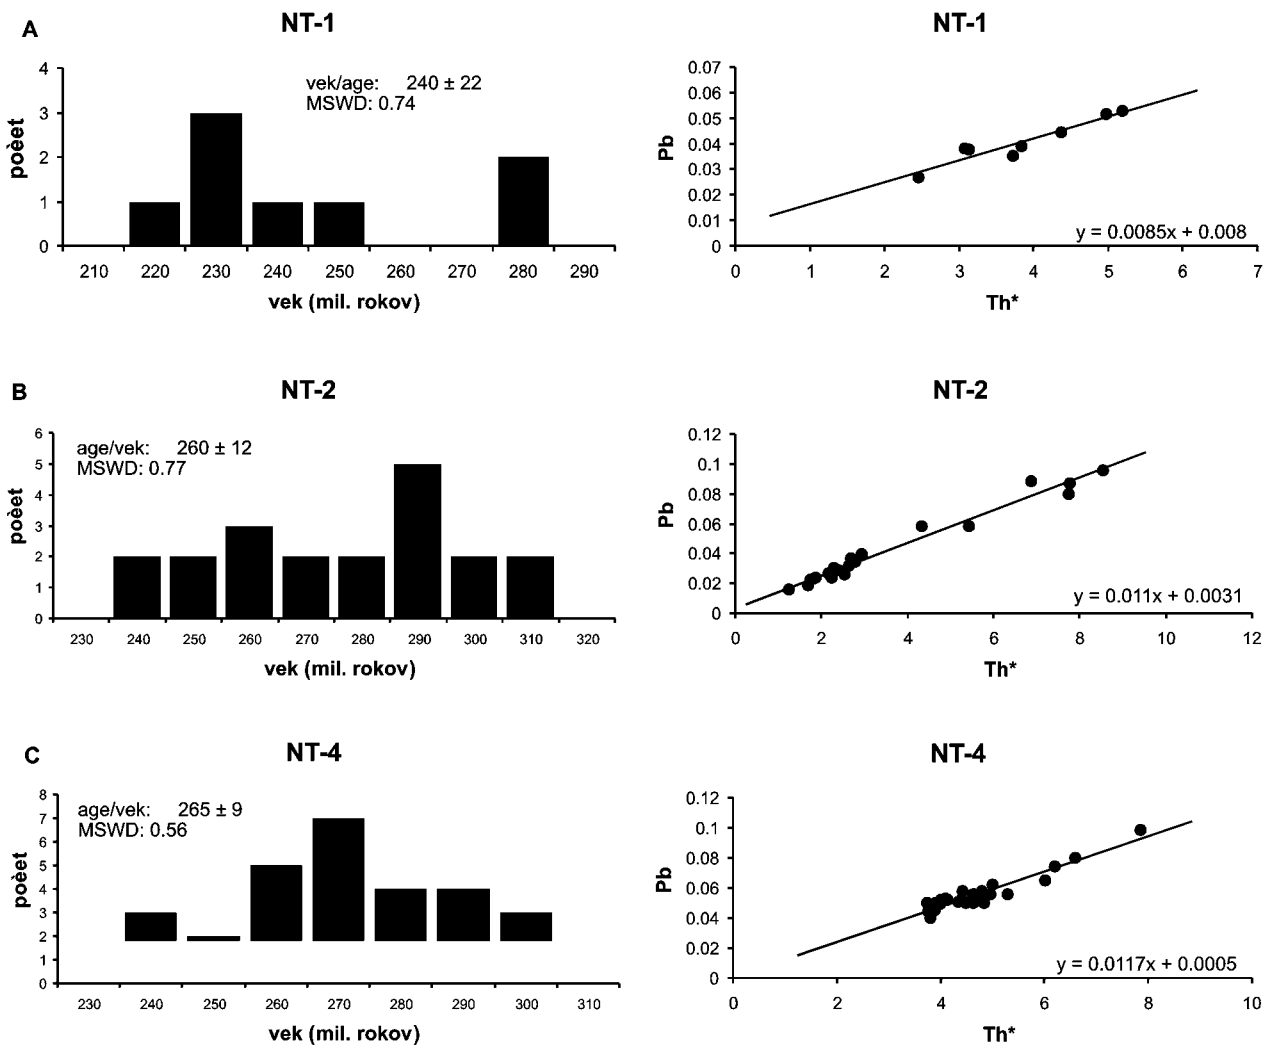 A
NT-1
vek/age: 240 ± 22
MSWD: 0.74
poèet
4
3
2
1
0
210 220 230 240 250 260 270 280 290
vek (mil. rokov)
NT-1
Pb
0.07
0.06
0.05
0.04
0.03
0.02
0.01
0
y = 0.0085x + 0.008
0 1 2 3 4 5 6 7
Th*
B
NT-2
age/vek: 260 ± 12
MSWD: 0.77
poèet
6
5
4
3
2
1
0
230 240 250 260 270 280 290 300 310 320
vek (mil. rokov)
NT-2
Pb
0.12
0.1
0.08
0.06
0.04
0.02
0
y = 0.011x + 0.0031
0 2 4 6 8 10 12
Th*
C
NT-4
age/vek: 265 ± 9
MSWD: 0.56
poèet
8
7
6
5
4
3
2
1
0
230 240 250 260 270 280 290 300 310
vek (mil. rokov)
NT-4
Pb
0.12
0.1
0.08
0.06
0.04
0.02
0
y = 0.0117x + 0.0005
0 2 4 6 8 10
Th*